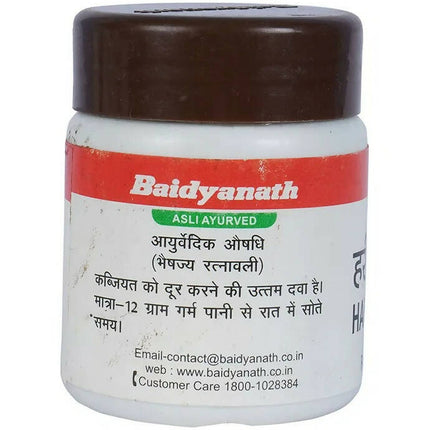 Baidyanath
ASLI AYURVED
आयुर्वेदिक औषधि
(भैषज्य रत्नावली)
कब्जियत को दूर करने की उत्तम दवा है।
मात्रा–12 ग्राम गर्म पानी से रात में सोते
समय।
Email-contact@baidyanath.co.in
web : www.baidyanath.co.in
Customer Care 1800-1028384